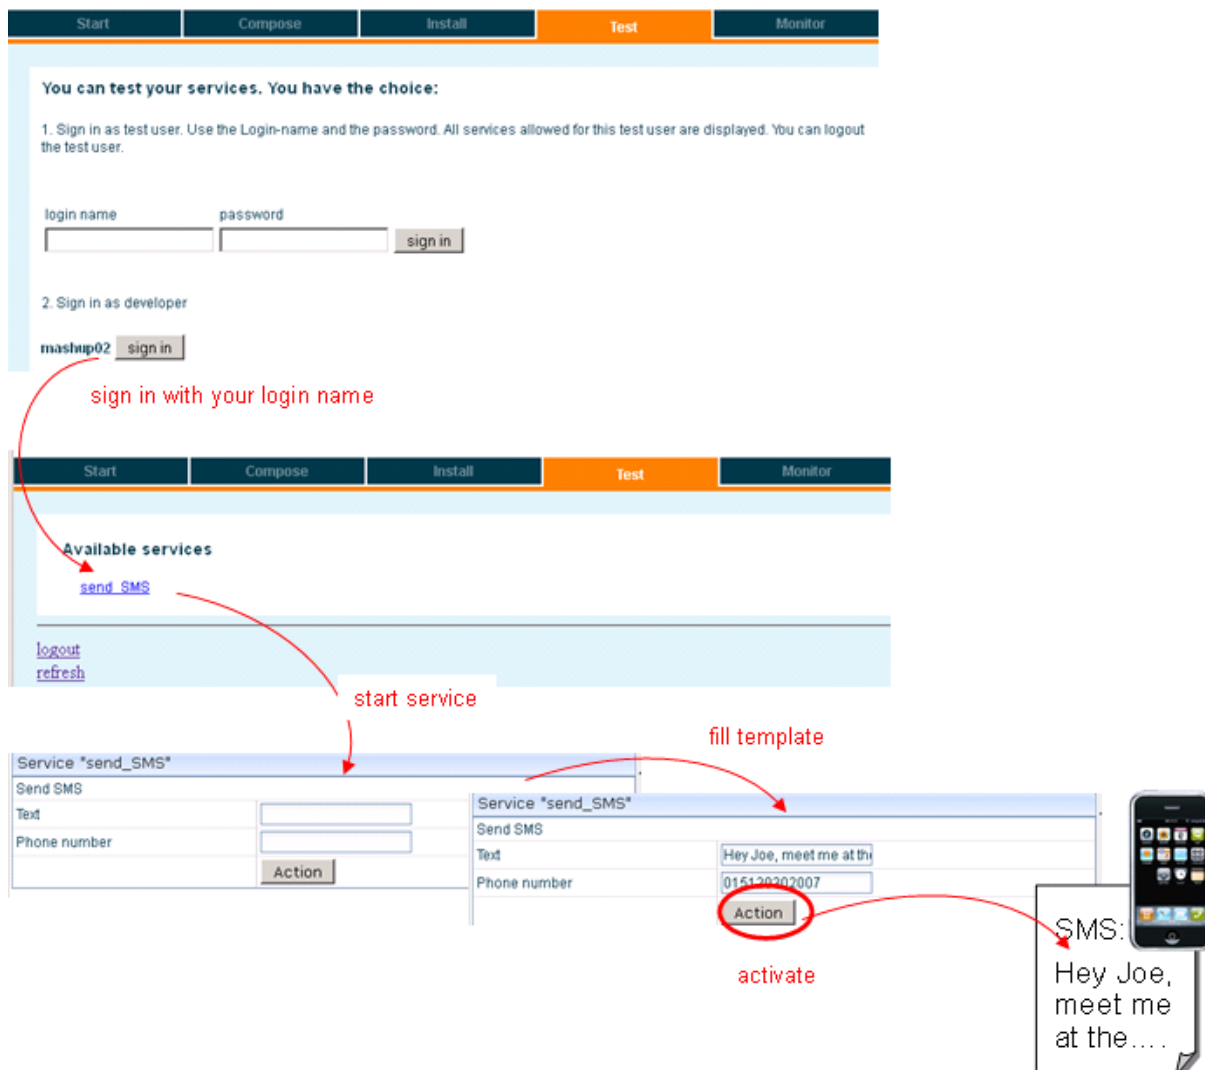 Start Compose Install Test Monitor
You can test your services. You have the choice:
1. Sign in as test user. Use the Login-name and the password. All services allowed for this test user are displayed. You can logout
the test user.
login name password
sign in
2. Sign in as developer
mashup02 sign in
sign in with your login name
Start Compose Install Test Monitor
Available services
send_SMS
logout
refresh
start service
fill template
Service "send_SMS"
Send SMS
Text
Phone number
Action
Service "send_SMS"
Send SMS
Text Hey Joe, meet me at the
Phone number
Action
activate
SMS:
Hey Joe,
meet me
at the....